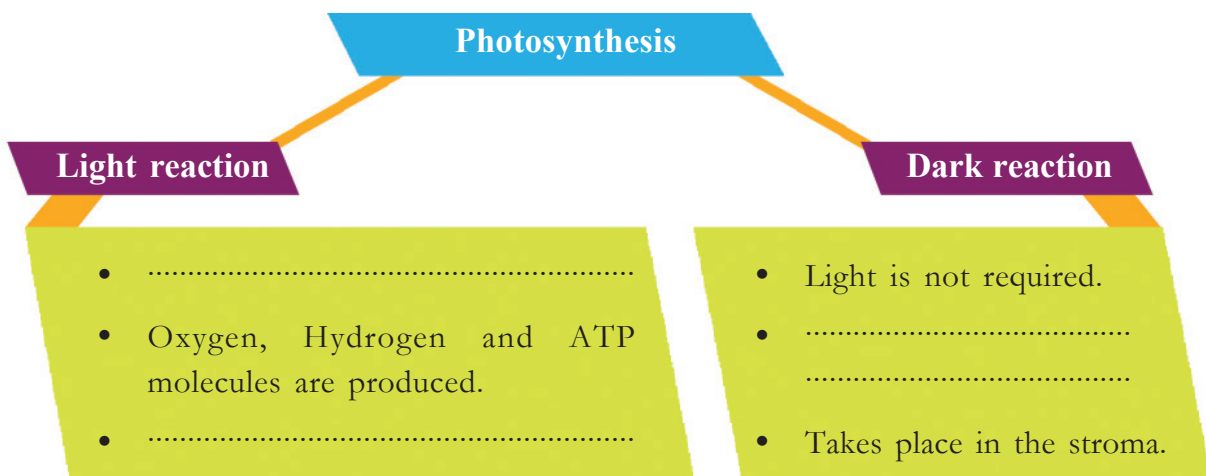 Photosynthesis
Light reaction
Dark reaction
• ............................................................
• Oxygen, Hydrogen and ATP
molecules are produced.
• ............................................................
• Light is not required.
• ........................................
........................................
• Takes place in the stroma.